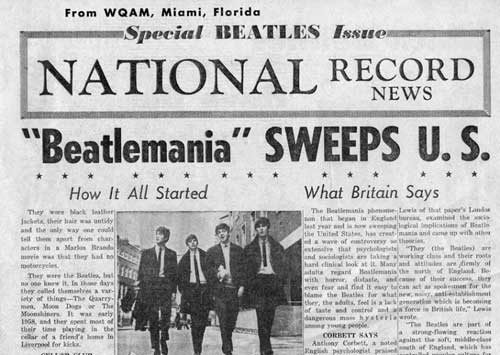 From WQAM, Miami, Florida
Special BEATLES Issue
NATIONAL RECORD
NEWS
"Beatlemania" SWEEPS U. S.
How It All Started
They wore black leather
jackets, their hair was untidy
and the only way one could
tell them apart from char-
acters in a Marlon Brando
movie was that they had no
motorcycles.
They were the Beatles, but
no one knew it. In those days
they called themselves a var-
iety of things—The Quarry-
men, Moon Dogs or The
Moonshiners. It was early
1958, and they spent most of
their time playing in the
cellar of a friend's home in
Liverpool for kicks.
CELLAR CLUB
What Britain Says
The Beatlemania phenome-
non that began in England
last year and is now sweeping
the United States, has creat-
ed a wave of controversy so
extensive that psychologists
and sociologists are taking a
hard clinical look at it. Many
adults regard Beatlemania
with horror, distaste, and
even fear and find it easy to
blame the Beatles for what
they, the adults, feel is a lack
of taste and control and a
dangerous mass hysteria
among young people.
CORBETT SAYS
Anthony Corbett, a noted
English psychologist praised
Lewis of that paper's London
bureau, examined the socio-
logical implications of Beatle-
mania and came up with other
theories.
"They (the Beatles) are
working class and their roots
and attitudes are firmly of
the north of England. Be-
cause of their success, they
can act as spokesmen for the
new, noisy, anti-establishment
generation which is becoming
a force in British life," Lewis
wrote.
"The Beatles are part of
a strong-flowing reaction
against the soft, middle-class
south of England, which has